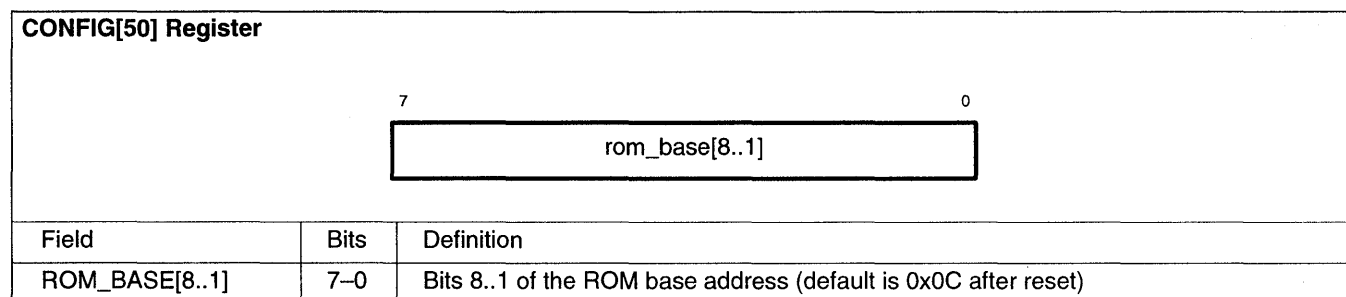 CONFIG[50] Register
7 0
rom_base[8..1]
Field Bits Definition
ROM_BASE[8..1] 7–0 Bits 8..1 of the ROM base address (default is 0x0C after reset)